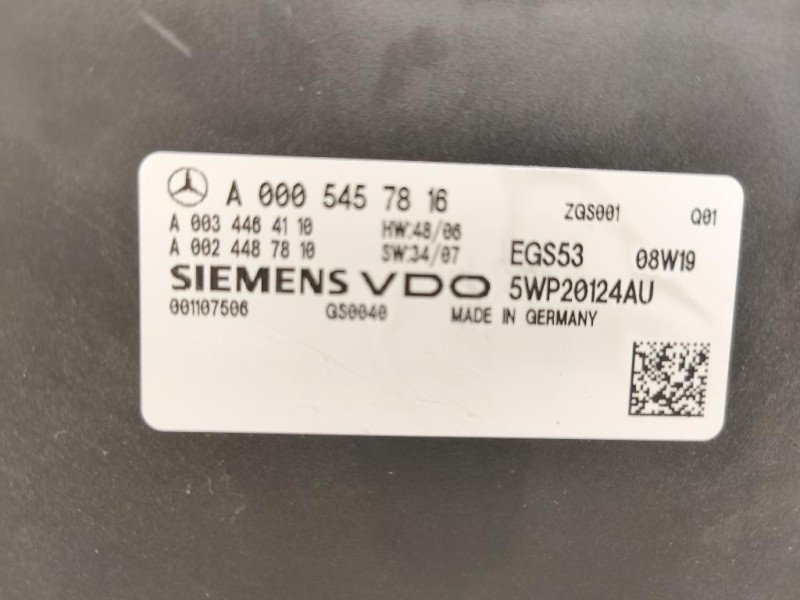 A 000 545 78 16 ZGS001 Q01
A 003 446 41 10 HW:48/06
A 002 448 78 10 SW:34/07 EGS53 08W19
SIEMENS VDO 5WP20124AU
001107506 GS0040 MADE IN GERMANY